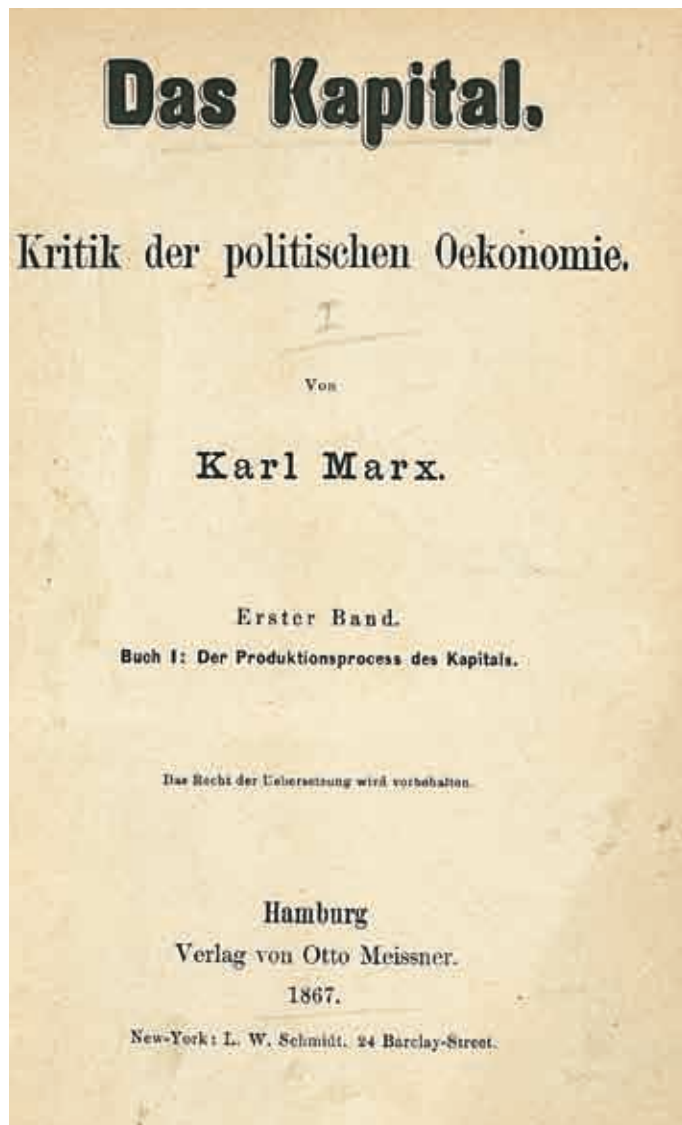 Das Kapital.
Kritik der politischen Oekonomie.
I
Von
Karl Marx.
Erster Band.
Buch I: Der Produktionsprocess des Kapitals.
Das Recht der Uebersetzung wird vorbehalten.
Hamburg
Verlag von Otto Meissner.
1867.
New-York: L. W. Schmidt. 24 Barclay-Street.